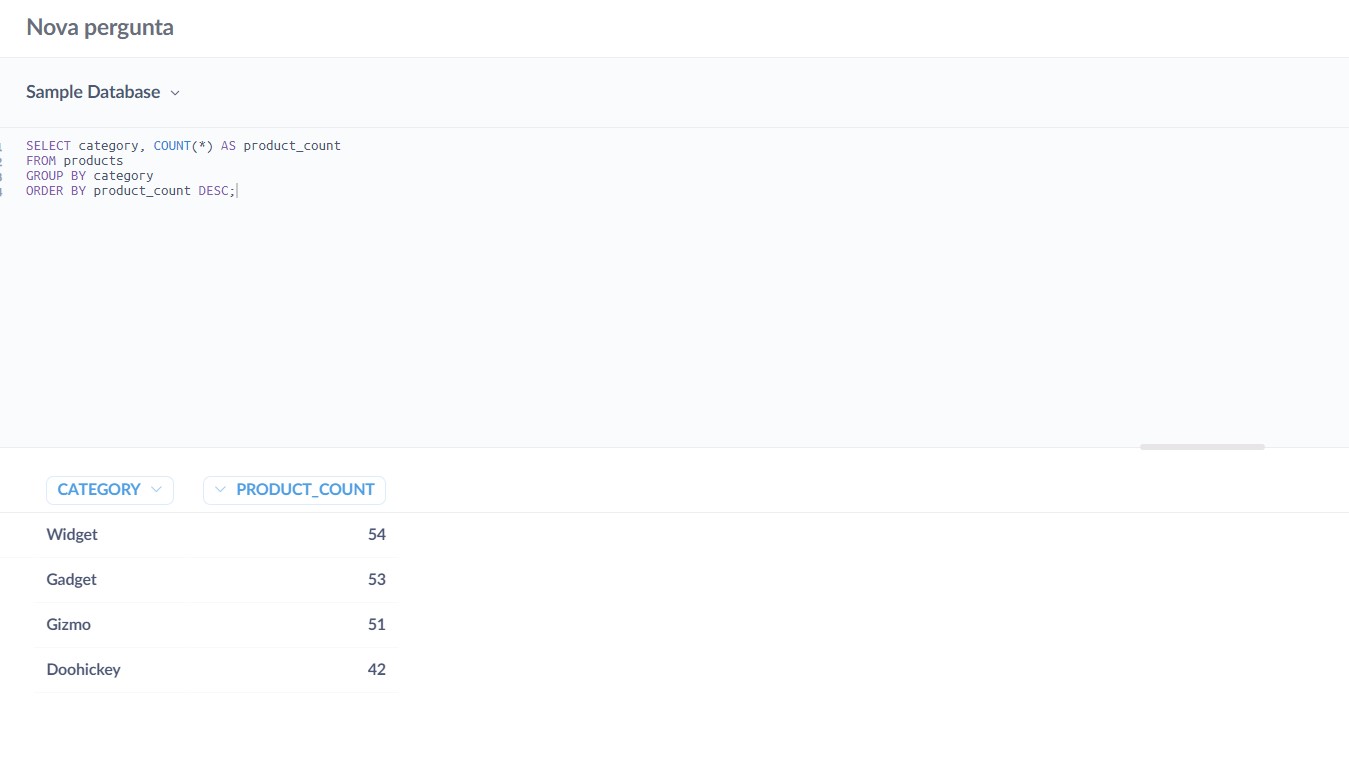 Nova pergunta
Sample Database
1 SELECT category, COUNT(*) AS product_count
2 FROM products
3 GROUP BY category
4 ORDER BY product_count DESC;
CATEGORY PRODUCT_COUNT
Widget 54
Gadget 53
Gizmo 51
Doohickey 42